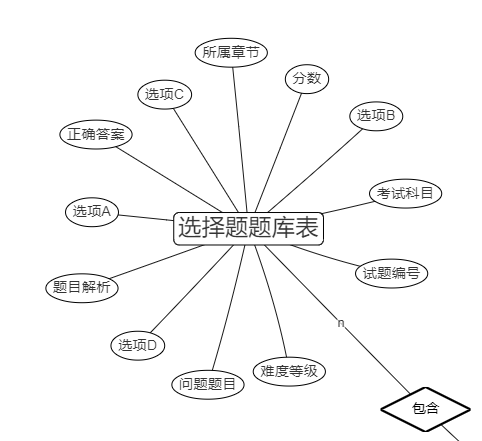 所属章节
分数
选项C
选项B
正确答案
考试科目
选项A
选择题题库表
试题编号
题目解析
n
选项D
难度等级
问题题目
包含